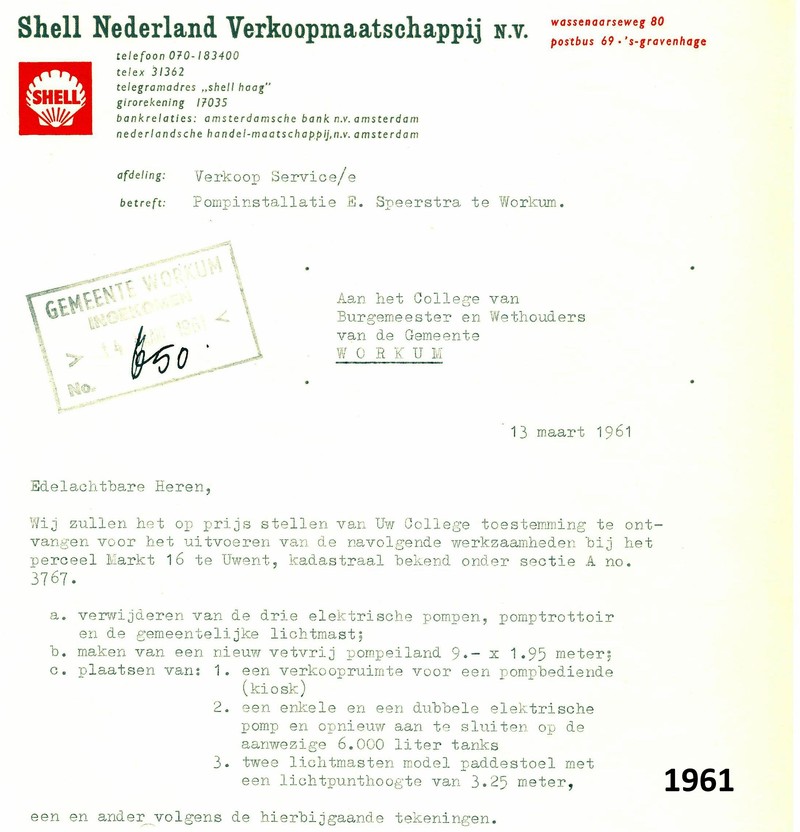 Shell Nederland Verkoopmaatschappij N.V.
wassenaarseweg 80
postbus 69 · 's-gravenhage
SHELL
telefoon 070-183400
telex 31362
telegramadres „shell haag"
girorekening 17035
bankrelaties: amsterdamsche bank n.v. amsterdam
nederlandsche handel-maatschappij, n.v. amsterdam
afdeling: Verkoop Service/e
betreft: Pompinstallatie E. Speerstra te Workum.
GEMEENTE WORKUM
INGEKOMEN
> 14 1961 <
No. 650
Aan het College van
Burgemeester en Wethouders
van de Gemeente
W O R K U M
13 maart 1961
Edelachtbare Heren,
Wij zullen het op prijs stellen van Uw College toestemming te ont-
vangen voor het uitvoeren van de navolgende werkzaamheden bij het
perceel Markt 16 te Uwent, kadastraal bekend onder sectie A no.
3767.
a. verwijderen van de drie elektrische pompen, pomptrottoir
en de gemeentelijke lichtmast;
b. maken van een nieuw vetvrij pompeiland 9.- x 1.95 meter;
c. plaatsen van: 1. een verkoopruimte voor een pompbediende
(kiosk)
2. een enkele en een dubbele elektrische
pomp en opnieuw aan te sluiten op de
aanwezige 6.000 liter tanks
3. twee lichtmasten model paddestoel met
een lichtpunthoogte van 3.25 meter,
een en ander volgens de hierbijgaande tekeningen.
1961